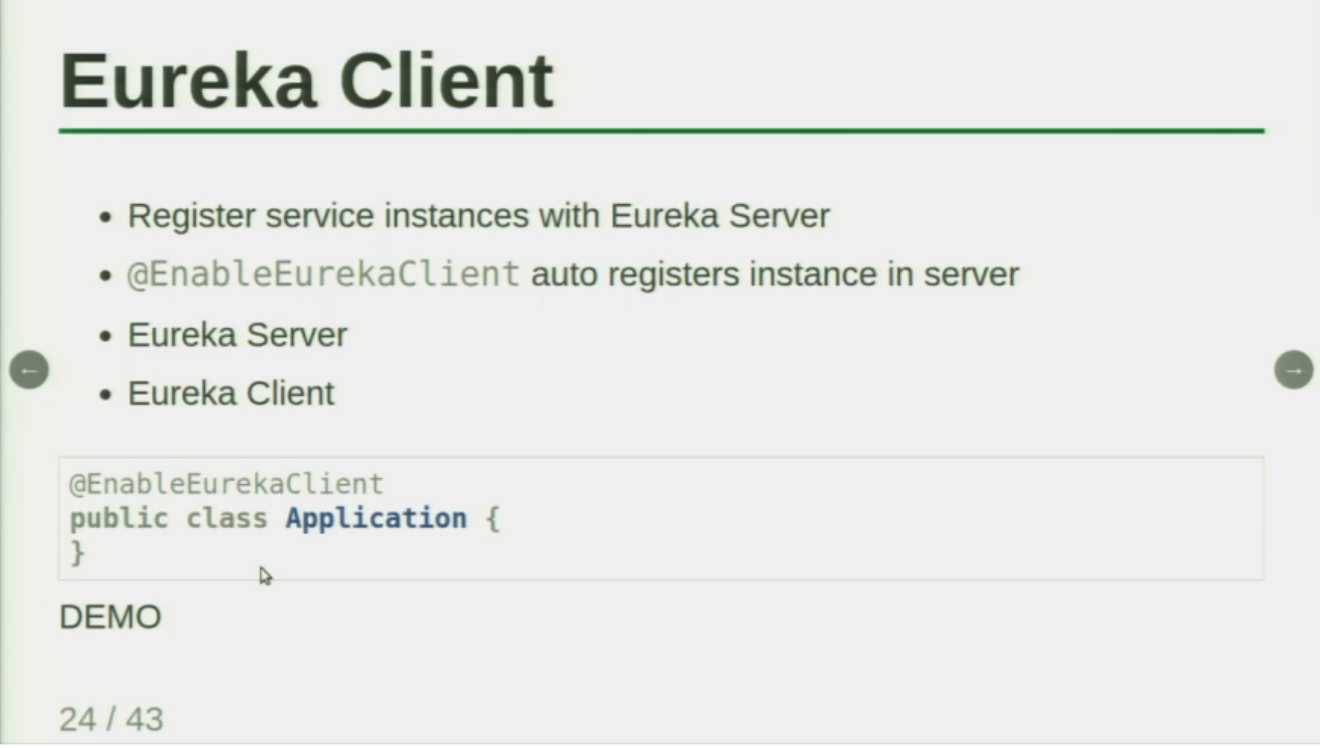 Eureka Client
Register service instances with Eureka Server
@EnableEurekaClient auto registers instance in server
Eureka Server
Eureka Client
@EnableEurekaClient
public class Application {
}
DEMO
24 / 43